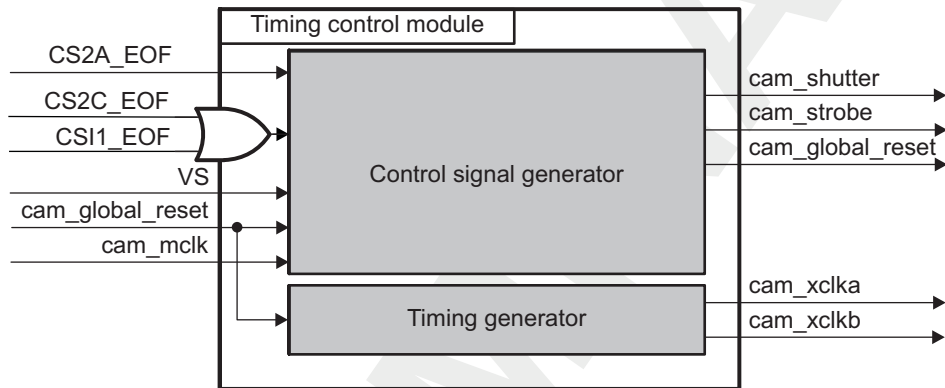 Timing control module
CS2A_EOF
CS2C_EOF
CSI1_EOF
VS
cam_global_reset
cam_mclk
Control signal generator
Timing generator
cam_shutter
cam_strobe
cam_global_reset
cam_xclka
cam_xclkb